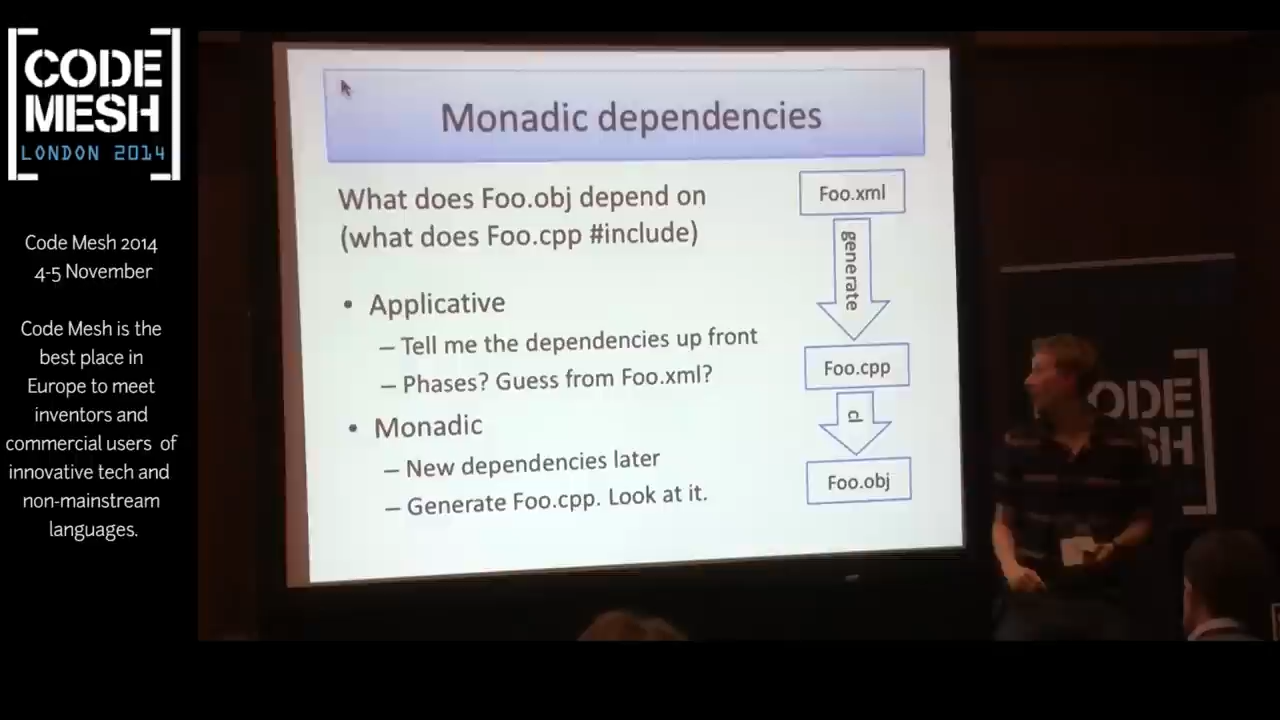 CODE
MESH
LONDON 2014
Code Mesh 2014
4-5 November
Code Mesh is the
best place in
Europe to meet
inventors and
commercial users of
innovative tech and
non-mainstream
languages.
Monadic dependencies
What does Foo.obj depend on
(what does Foo.cpp #include)
• Applicative
– Tell me the dependencies up front
– Phases? Guess from Foo.xml?
• Monadic
– New dependencies later
– Generate Foo.cpp. Look at it.
Foo.xml
generate
Foo.cpp
cl
Foo.obj
ODE
SH